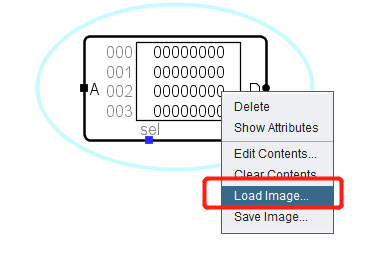 000 00000000
001 00000000
A 002 00000000 D
003 00000000
sel
Delete
Show Attributes
Edit Contents...
Clear Contents
Load Image...
Save Image...